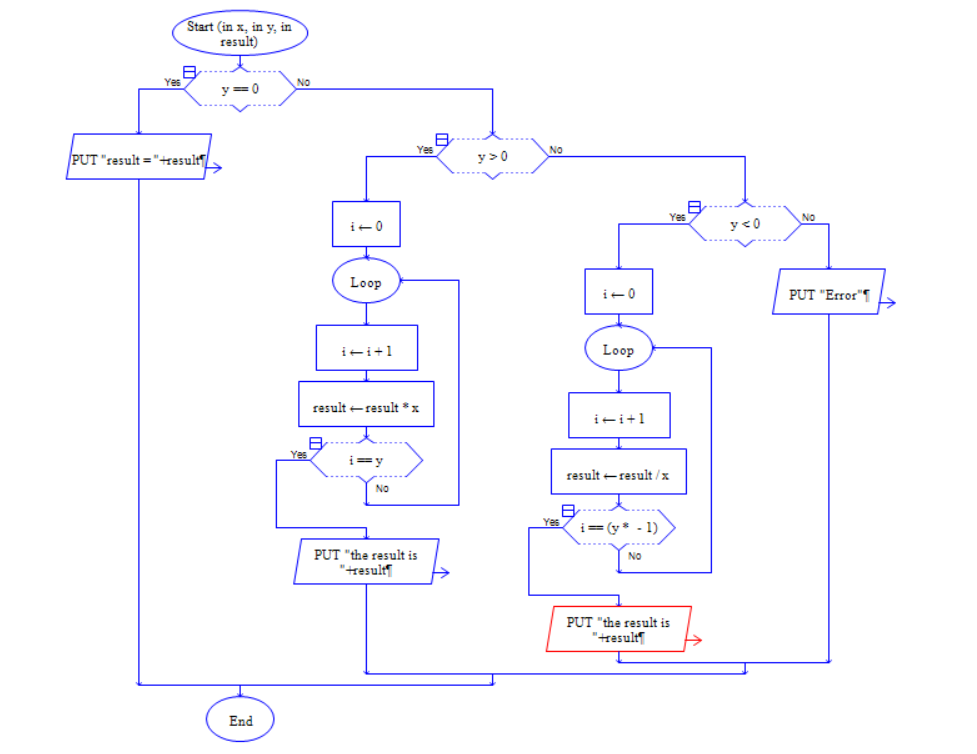 Start (in x, in y, in
result)
Yes
y == 0
No
PUT "result = "+result¶
Yes
y > 0
No
i ← 0
Loop
i ← i + 1
result ← result * x
Yes
i == y
No
PUT "the result is
"+result¶
Yes
y < 0
No
i ← 0
Loop
i ← i + 1
result ← result / x
Yes
i == (y * - 1)
No
PUT "the result is
"+result¶
PUT "Error"¶
End